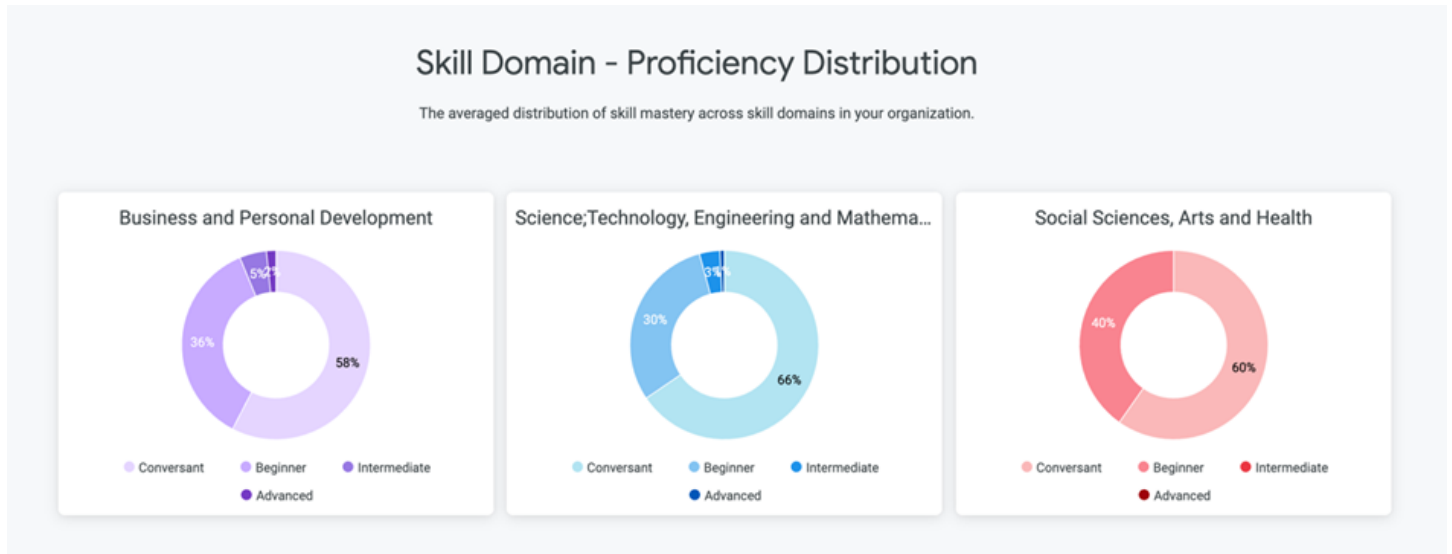 Skill Domain - Proficiency Distribution
The averaged distribution of skill mastery across skill domains in your organization.
Business and Personal Development
5%
2%
36%
58%
Conversant Beginner Intermediate
Advanced
Science;Technology, Engineering and Mathema...
3%
1%
30%
66%
Conversant Beginner Intermediate
Advanced
Social Sciences, Arts and Health
40%
60%
Conversant Beginner Intermediate
Advanced